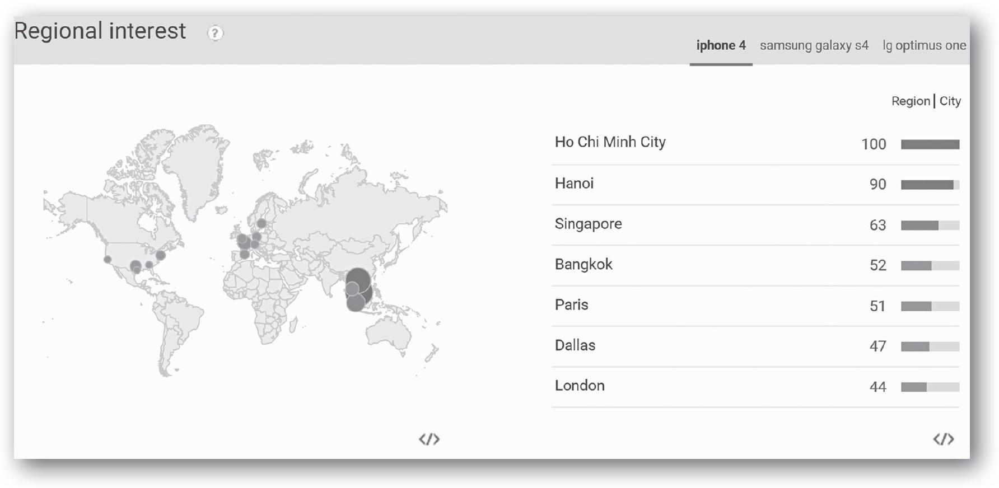 Regional interest ?
iphone 4 samsung galaxy s4 lg optimus one
Region | City
Ho Chi Minh City 100
Hanoi 90
Singapore 63
Bangkok 52
Paris 51
Dallas 47
London 44
</> </>